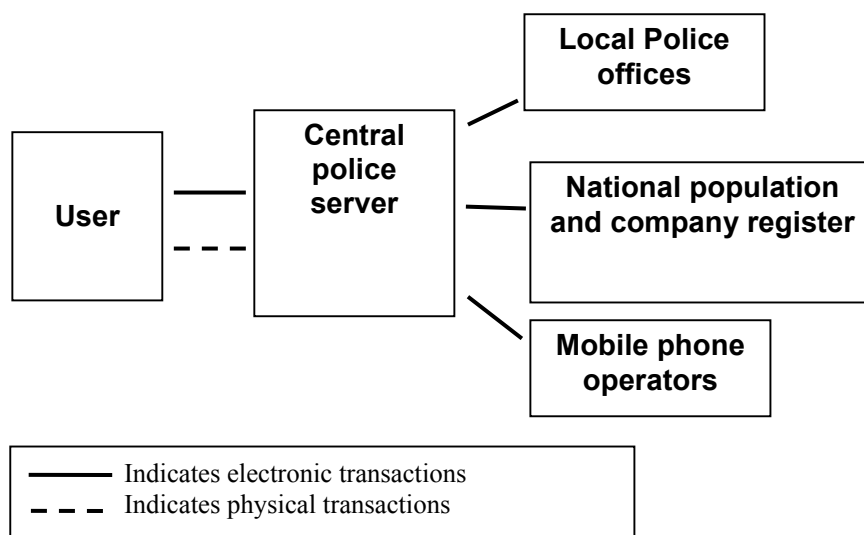 User
Central
police
server
Local Police
offices
National population
and company register
Mobile phone
operators
Indicates electronic transactions
Indicates physical transactions